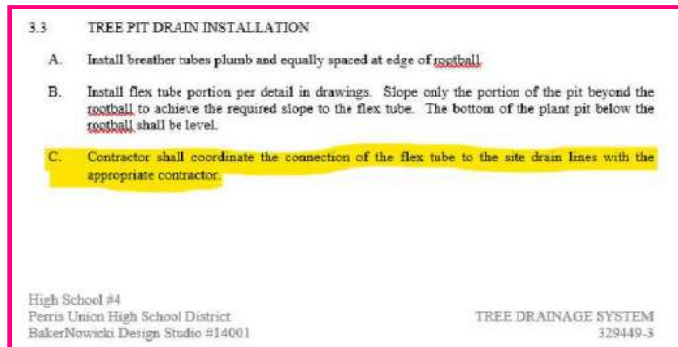 3.3 TREE PIT DRAIN INSTALLATION
A. Install breather tubes plumb and equally spaced at edge of rootball.
B. Install flex tube portion per detail in drawings. Slope only the portion of the pit beyond the
rootball to achieve the required slope to the flex tube. The bottom of the plant pit below the
rootball shall be level.
C. Contractor shall coordinate the connection of the flex tube to the site drain lines with the
appropriate contractor.
High School #4
Perris Union High School District
BakerNowicki Design Studio #14001
TREE DRAINAGE SYSTEM
329449-3